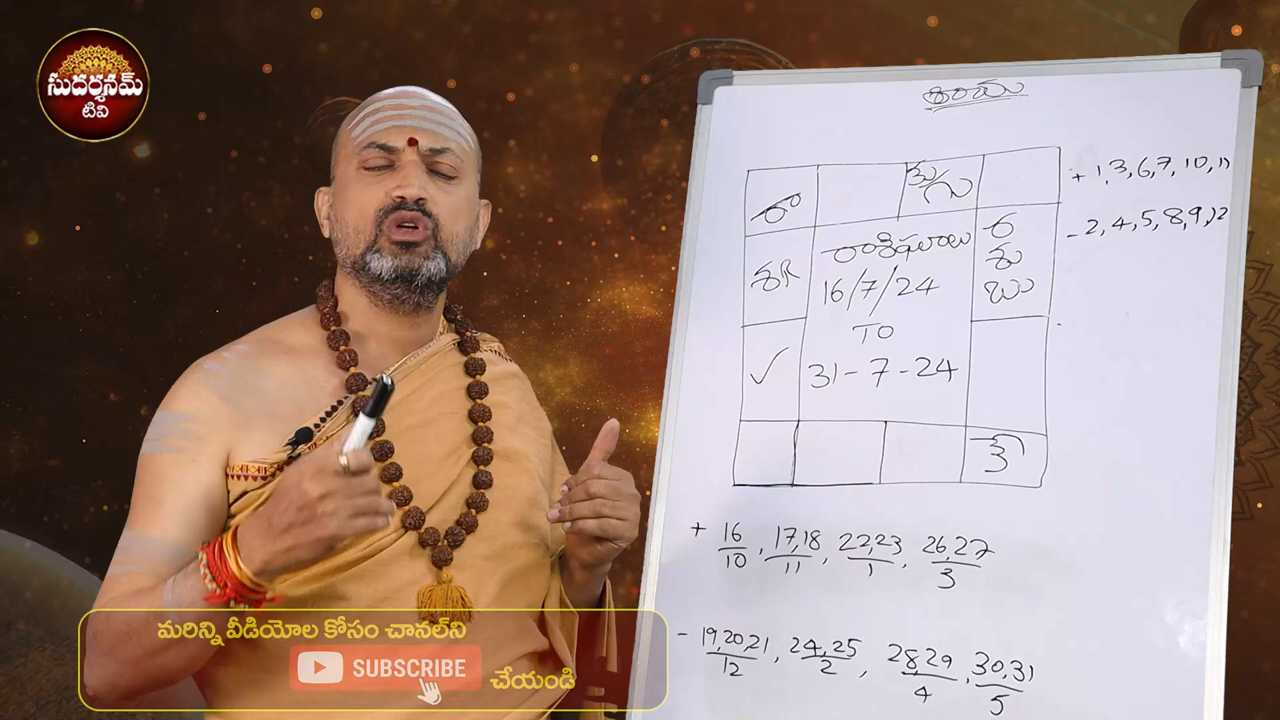 సుదర్శనమ్
టివి
శ్రీరామ
కు/గు
+ 1,3,6,7,10,11
రా
- 2,4,5,8,9,12
రాశిఫలాలు
ర
శు
బు
శని
16/7/24
TO
✓
31-7-24
కే
+ 16/10, 17,18/11, 22,23/1, 26,27/3
- 19,20,21/12, 24,25/2, 28,29/4, 30,31/5
మరిన్ని వీడియోల కోసం చానల్‌ని
SUBSCRIBE
చేయండి